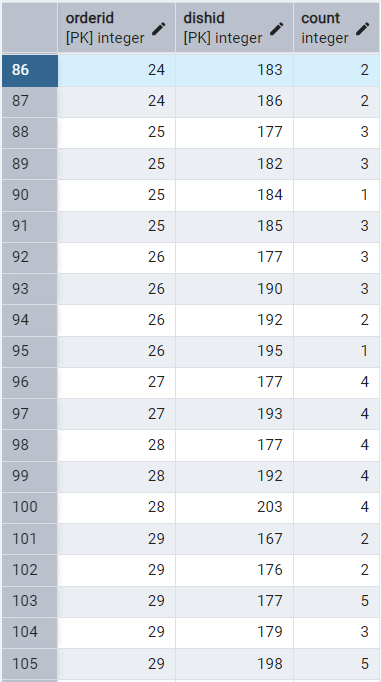 orderid dishid count
[PK] integer [PK] integer integer
86 24 183 2
87 24 186 2
88 25 177 3
89 25 182 3
90 25 184 1
91 25 185 3
92 26 177 3
93 26 190 3
94 26 192 2
95 26 195 1
96 27 177 4
97 27 193 4
98 28 177 4
99 28 192 4
100 28 203 4
101 29 167 2
102 29 176 2
103 29 177 5
104 29 179 3
105 29 198 5